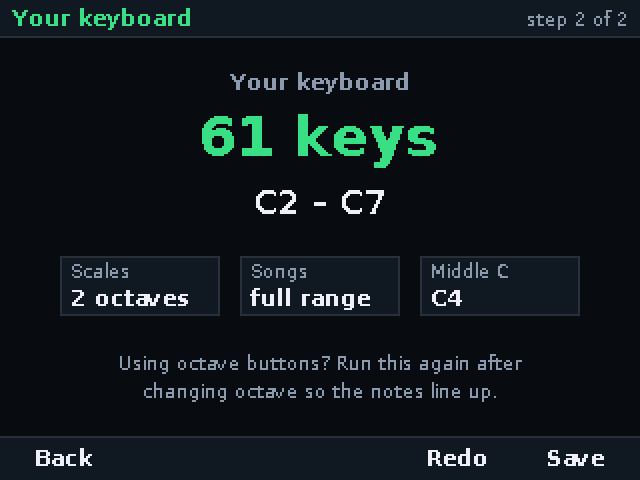 Your keyboard
step 2 of 2
Your keyboard
61 keys
C2 - C7
Scales
2 octaves
Songs
full range
Middle C
C4
Using octave buttons? Run this again after
changing octave so the notes line up.
Back
Redo
Save